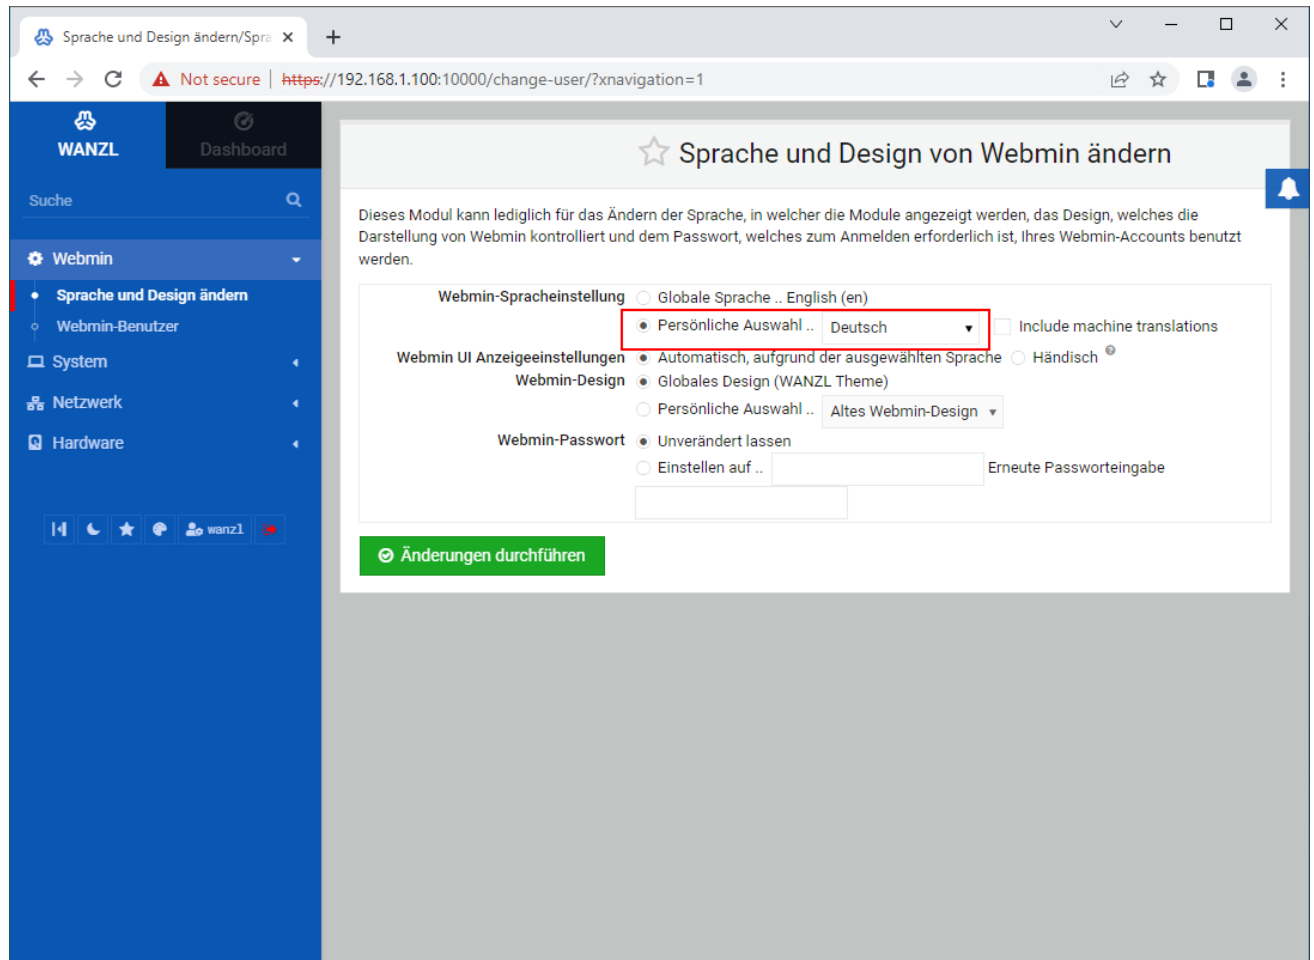 Sprache und Design ändern/Spra
Not secure | https://192.168.1.100:10000/change-user/?xnavigation=1
WANZL
Dashboard
Suche
Webmin
Sprache und Design ändern
Webmin-Benutzer
System
Netzwerk
Hardware
wanzl
Sprache und Design von Webmin ändern
Dieses Modul kann lediglich für das Ändern der Sprache, in welcher die Module angezeigt werden, das Design, welches die
Darstellung von Webmin kontrolliert und dem Passwort, welches zum Anmelden erforderlich ist, Ihres Webmin-Accounts benutzt
werden.
Webmin-Spracheinstellung Globale Sprache .. English (en)
Persönliche Auswahl .. Deutsch Include machine translations
Webmin UI Anzeigeeinstellungen Automatisch, aufgrund der ausgewählten Sprache Händisch
Webmin-Design Globales Design (WANZL Theme)
Persönliche Auswahl .. Altes Webmin-Design
Webmin-Passwort Unverändert lassen
Einstellen auf .. Erneute Passworteingabe
Änderungen durchführen